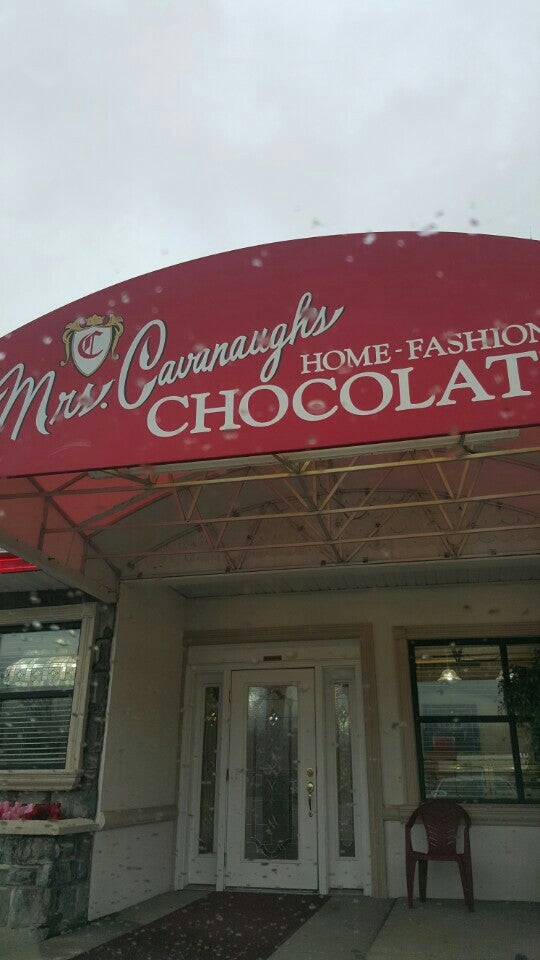 C
Mrs. Cavanaughs
HOME-FASHION
CHOCOLAT